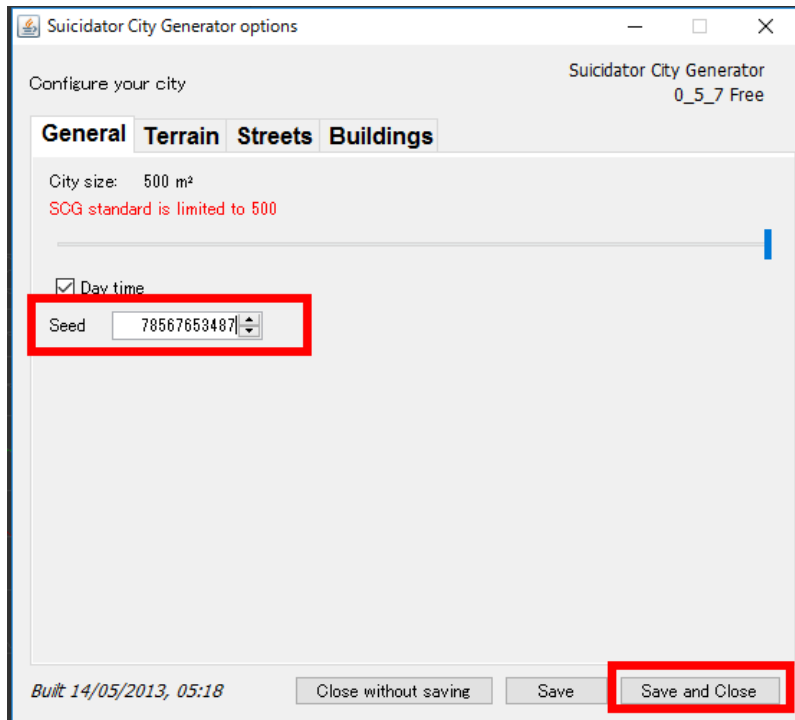 Suicidator City Generator options
Configure your city
Suicidator City Generator
0_5_7 Free
General Terrain Streets Buildings
City size: 500 m²
SCG standard is limited to 500
Day time
Seed 78567653487
Built 14/05/2013, 05:18 Close without saving Save Save and Close